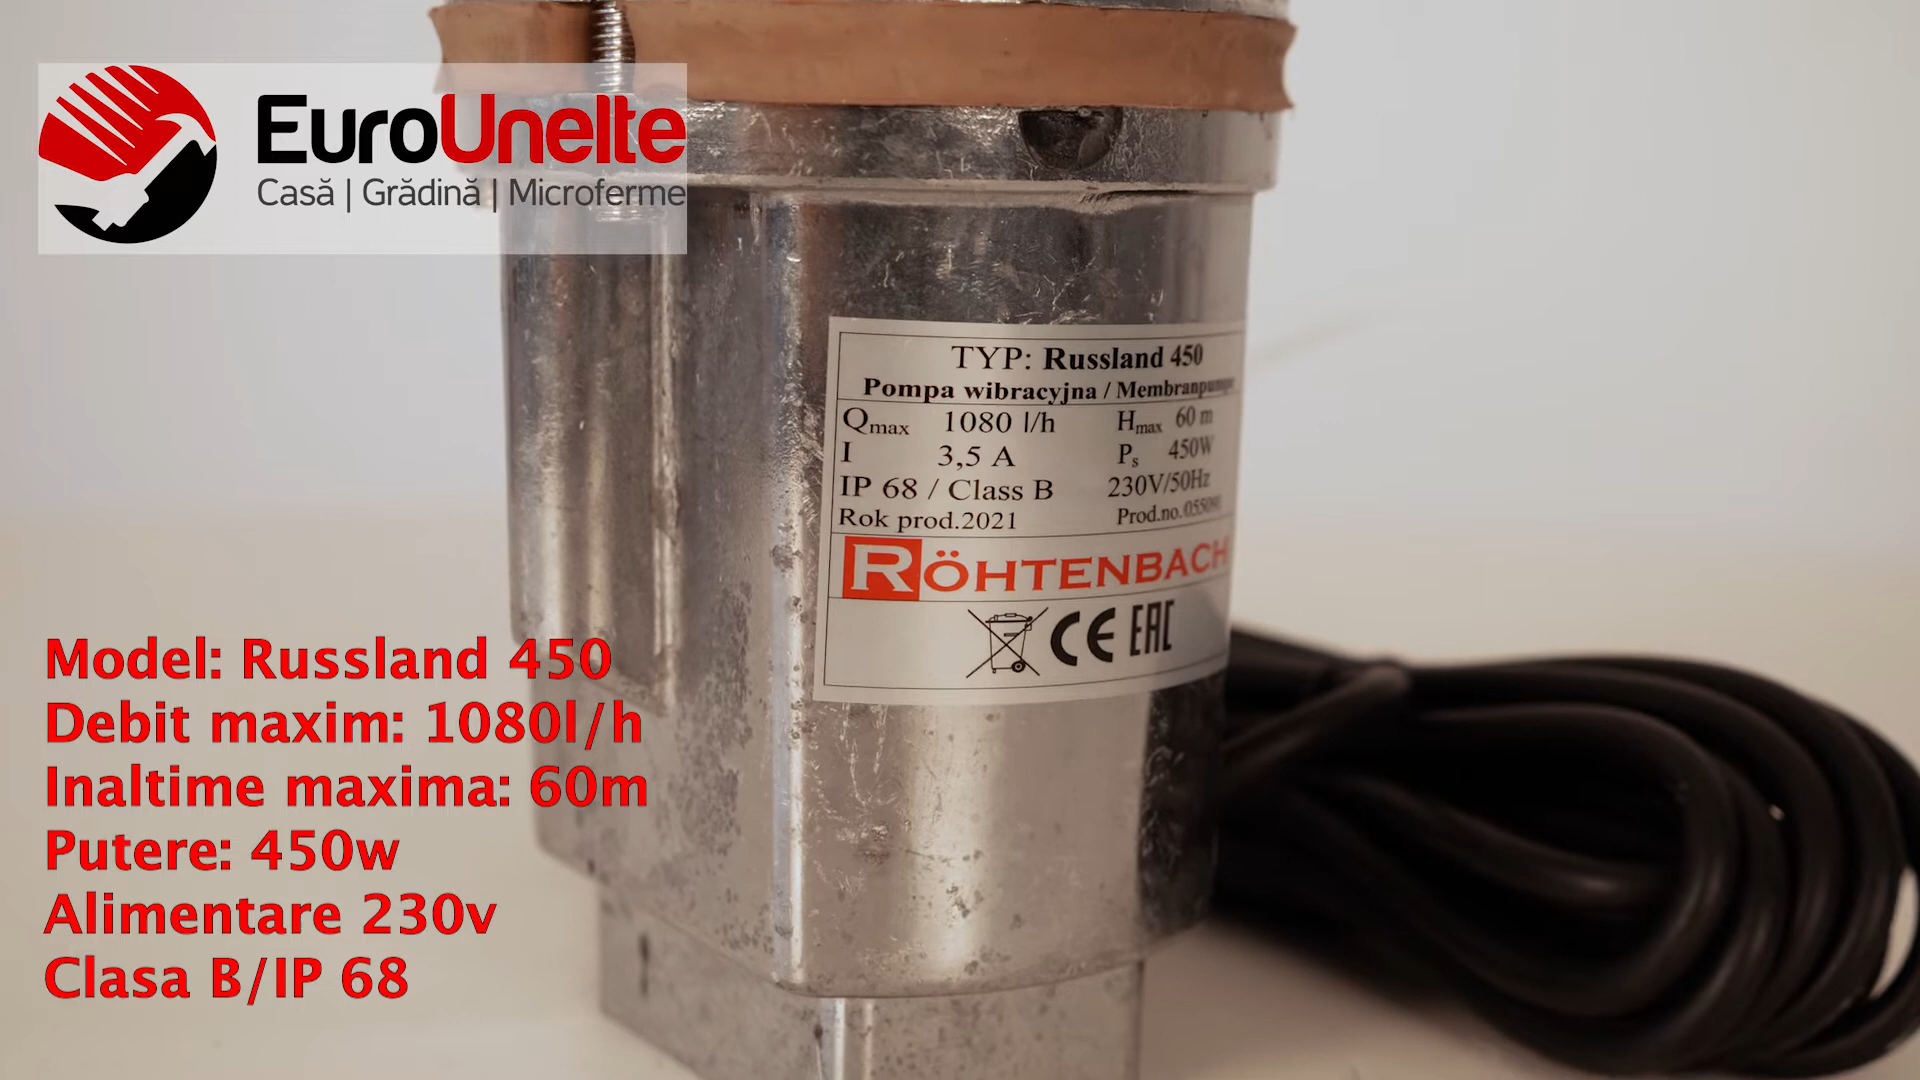 EuroUnelte
Casă | Grădină | Microferme
TYP: Russland 450
Pompa wibracyjna / Membranpumpe
Qmax 1080 l/h Hmax 60 m
I 3,5 A Ps 450W
IP 68 / Class B 230V/50Hz
Rok prod.2021 Prod.no.
RÖHTENBACH
CE EAC
Model: Russland 450
Debit maxim: 1080l/h
Inaltime maxima: 60m
Putere: 450w
Alimentare 230v
Clasa B/IP 68